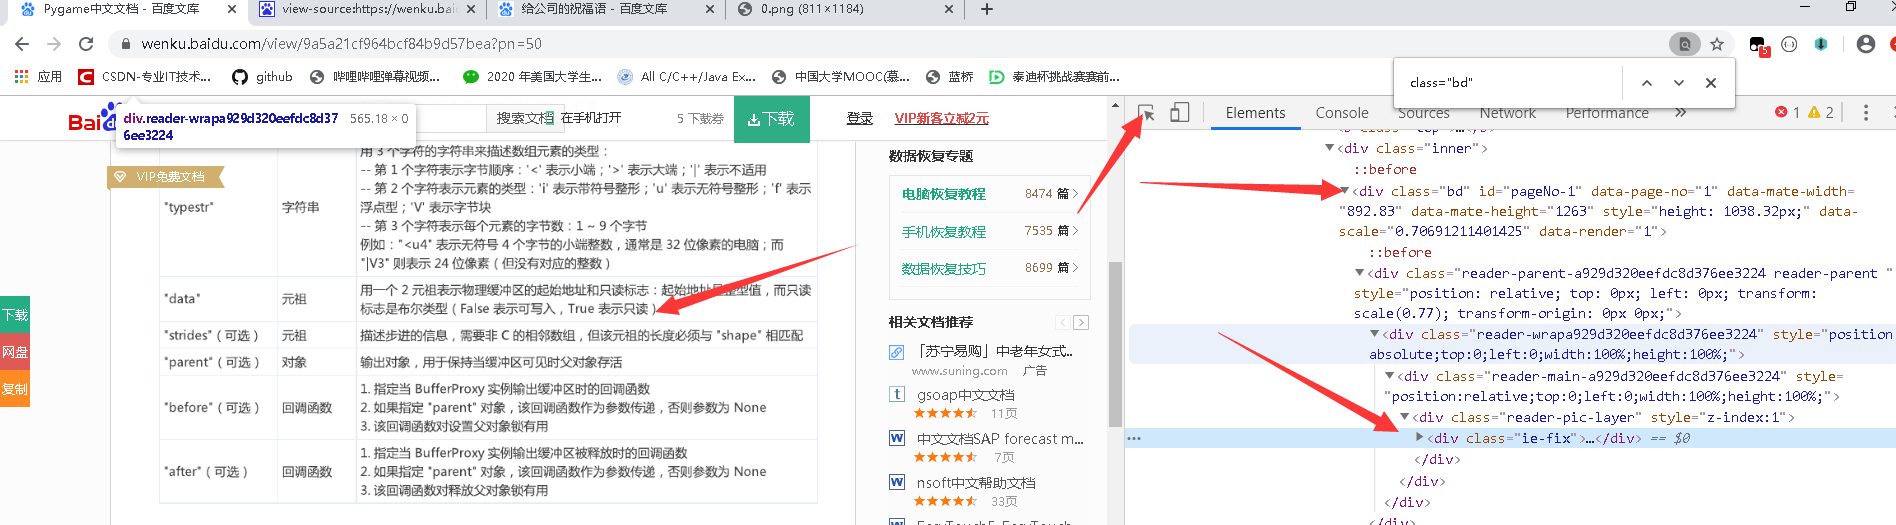 Pygame中文文档 - 百度文库
view-source:https://wenku.bai
给公司的祝福语 - 百度文库
0.png (811×1184)
wenku.baidu.com/view/9a5a21cf964bcf84b9d57bea?pn=50
5
应用
CSDN-专业IT技术...
github
哔哩哔哩弹幕视频...
2020 年美国大学生...
All C/C++/Java Ex...
中国大学MOOC(慕...
蓝桥
泰迪杯挑战赛赛前...
class="bd"
Bai
div.reader-wrapa929d320eefdc8d37
6ee3224
565.18 × 0
搜索文档
在手机打开
5 下载券
下载
登录
VIP新客立减2元
VIP免费文档
用 3 个字符的字符串来描述数组元素的类型：
-- 第 1 个字符表示字节顺序：'<' 表示小端；'>' 表示大端；'|' 表示不适用
-- 第 2 个字符表示元素的类型：'i' 表示带符号整形；'u' 表示无符号整形；'f' 表示
浮点型；'V' 表示字节块
"typestr"
字符串
-- 第 3 个字符表示每个元素的字节数：1 ~ 9 个字节
例如："<u4" 表示无符号 4 个字节的小端整数，通常是 32 位像素的电脑；而
"|V3" 则表示 24 位像素（但没有对应的整数）
"data"
元祖
用一个 2 元祖表示物理缓冲区的起始地址和只读标志：起始地址是整型值，而只读
标志是布尔类型（False 表示可写入，True 表示只读）
"strides"（可选）
元祖
描述步进的信息，需要非 C 的相邻数组，但该元祖的长度必须与 "shape" 相匹配
"parent"（可选）
对象
输出对象，用于保持当缓冲区可见时父对象存活
"before"（可选）
回调函数
1. 指定当 BufferProxy 实例输出缓冲区时的回调函数
2. 如果指定 "parent" 对象，该回调函数作为参数传递，否则参数为 None
3. 该回调函数对设置父对象锁有用
"after"（可选）
回调函数
1. 指定当 BufferProxy 实例输出缓冲区被释放时的回调函数
2. 如果指定 "parent" 对象，该回调函数作为参数传递，否则参数为 None
3. 该回调函数对释放父对象锁有用
下载
网盘
复制
数据恢复专题
电脑恢复教程
8474 篇
手机恢复教程
7535 篇
数据恢复技巧
8699 篇
相关文档推荐
「苏宁易购」中老年女式..
www.suning.com 广告
gsoap中文文档
11页
中文文档SAP forecast m...
7页
nsoft中文帮助文档
33页
Elements
Console
Sources
Network
Performance
»
1
2
<div class="inner">
::before
<div class="bd" id="pageNo-1" data-page-no="1" data-mate-width=
"892.83" data-mate-height="1263" style="height: 1038.32px;" data-
scale="0.70691211401425" data-render="1">
::before
<div class="reader-parent-a929d320eefdc8d376ee3224 reader-parent "
style="position: relative; top: 0px; left: 0px; transform:
scale(0.77); transform-origin: 0px 0px;">
<div class="reader-wrapa929d320eefdc8d376ee3224" style="position
absolute;top:0;left:0;width:100%;height:100%;">
<div class="reader-main-a929d320eefdc8d376ee3224" style=
"position:relative;top:0;left:0;width:100%;height:100%;">
<div class="reader-pic-layer" style="z-index:1">
<div class="ie-fix">…</div> == $0
</div>
</div>
</div>